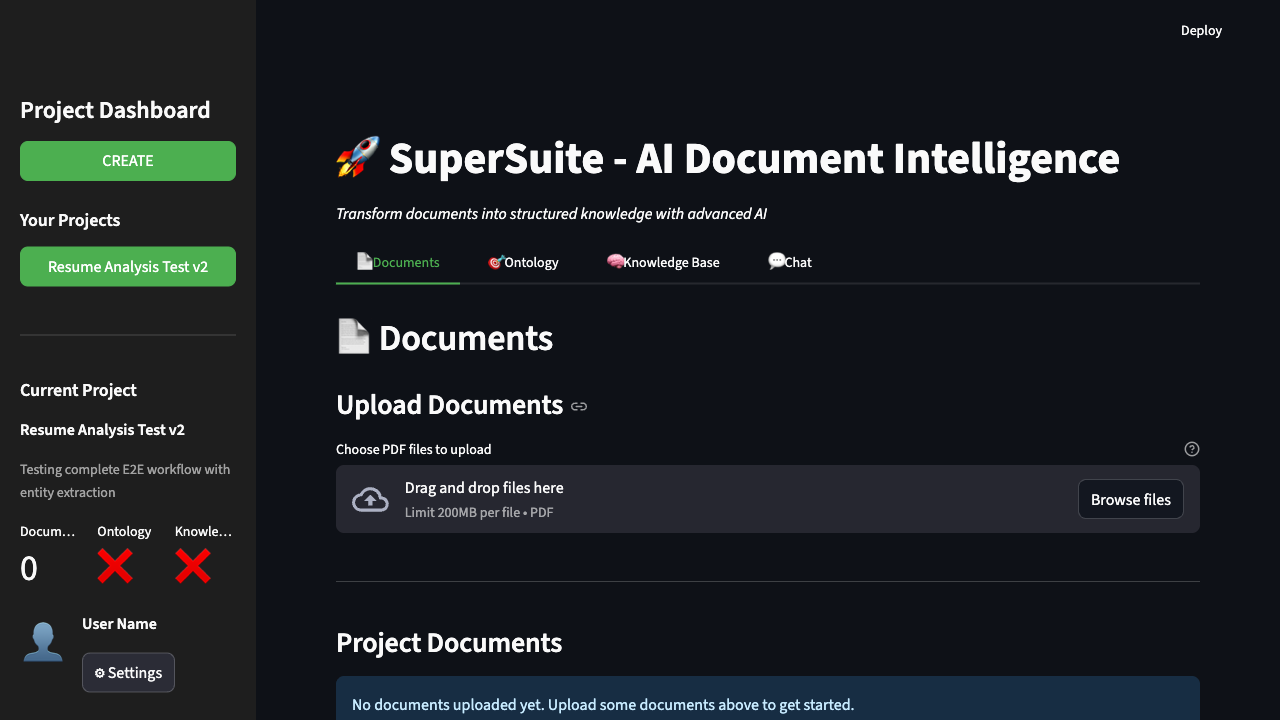 Deploy
Project Dashboard
CREATE
Your Projects
Resume Analysis Test v2
Current Project
Resume Analysis Test v2
Testing complete E2E workflow with
entity extraction
Docum… Ontology Knowle…
0
User Name
Settings
SuperSuite - AI Document Intelligence
Transform documents into structured knowledge with advanced AI
Documents Ontology Knowledge Base Chat
Documents
Upload Documents
Choose PDF files to upload
Drag and drop files here
Limit 200MB per file • PDF
Browse files
Project Documents
No documents uploaded yet. Upload some documents above to get started.